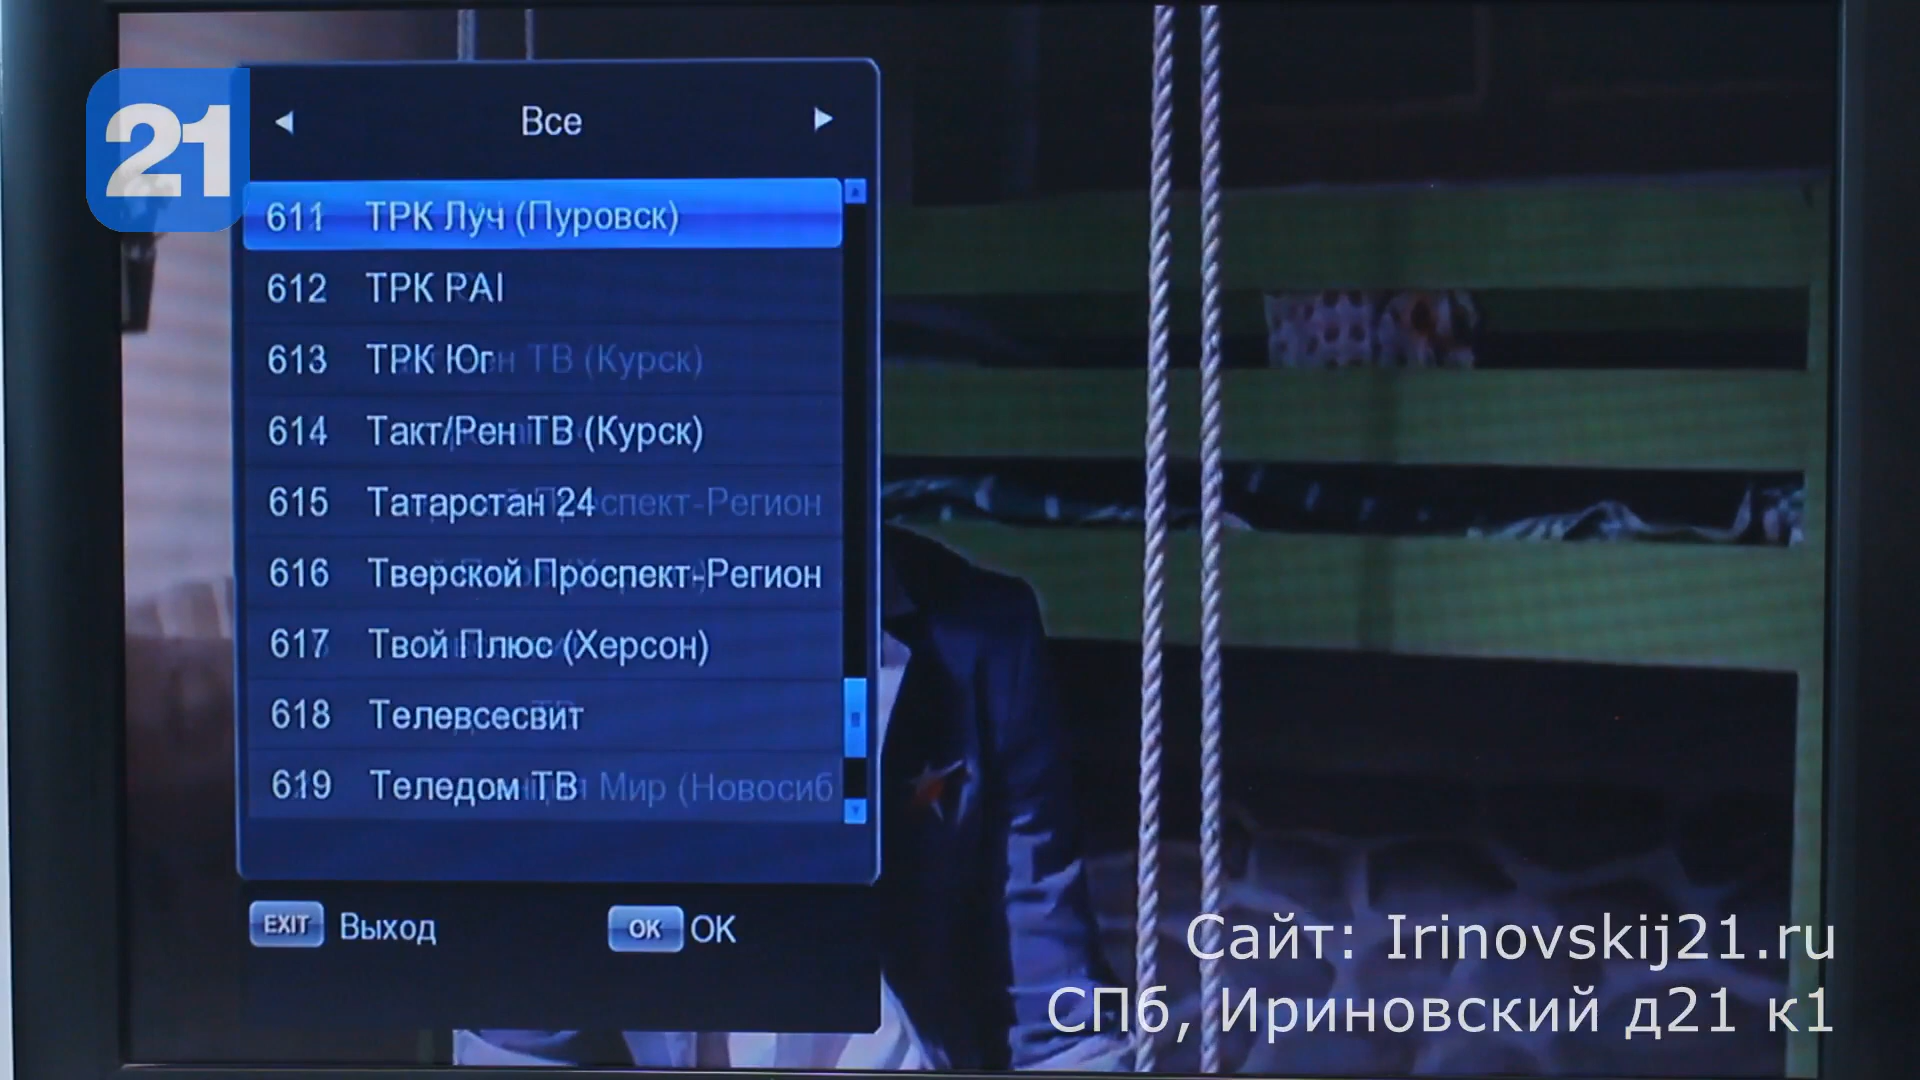 21
Все
611 ТРК Луч (Пуровск)
612 ТРК РАІ
613 ТРК Юг
614 Такт/Рен ТВ (Курск)
615 Татарстан 24
616 Тверской Проспект-Регион
617 Твой Плюс (Херсон)
618 Телевсесвит
619 Теледом ТВ
EXIT Выход
OK OK
Сайт: Irinovskij21.ru
СПб, Ириновский д21 к1